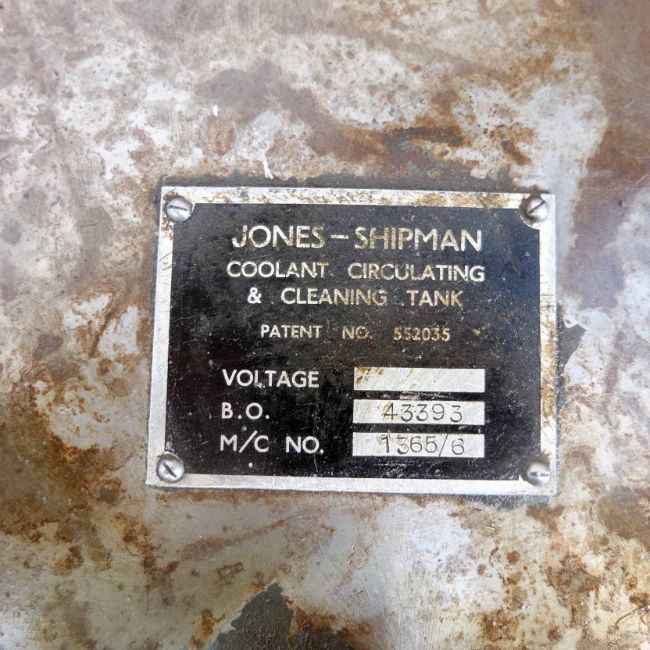 JONES – SHIPMAN
COOLANT CIRCULATING
& CLEANING TANK
PATENT NO. 552035
VOLTAGE
B.O. 43393
M/C NO. 1365/6